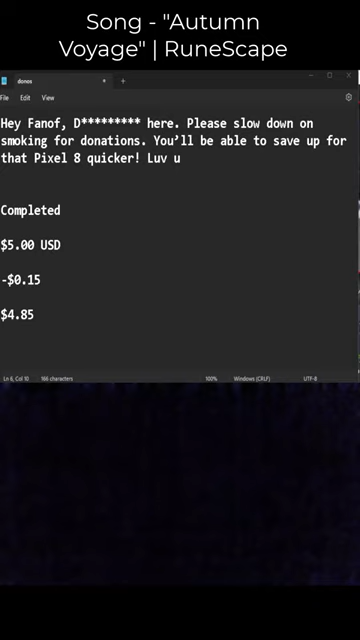 Song - "Autumn
Voyage" | RuneScape
donos
File Edit View
Hey Fanof, D********* here. Please slow down on
smoking for donations. You’ll be able to save up for
that Pixel 8 quicker! Luv u
Completed
$5.00 USD
-$0.15
$4.85
Ln 6, Col 10 166 characters 100% Windows (CRLF) UTF-8